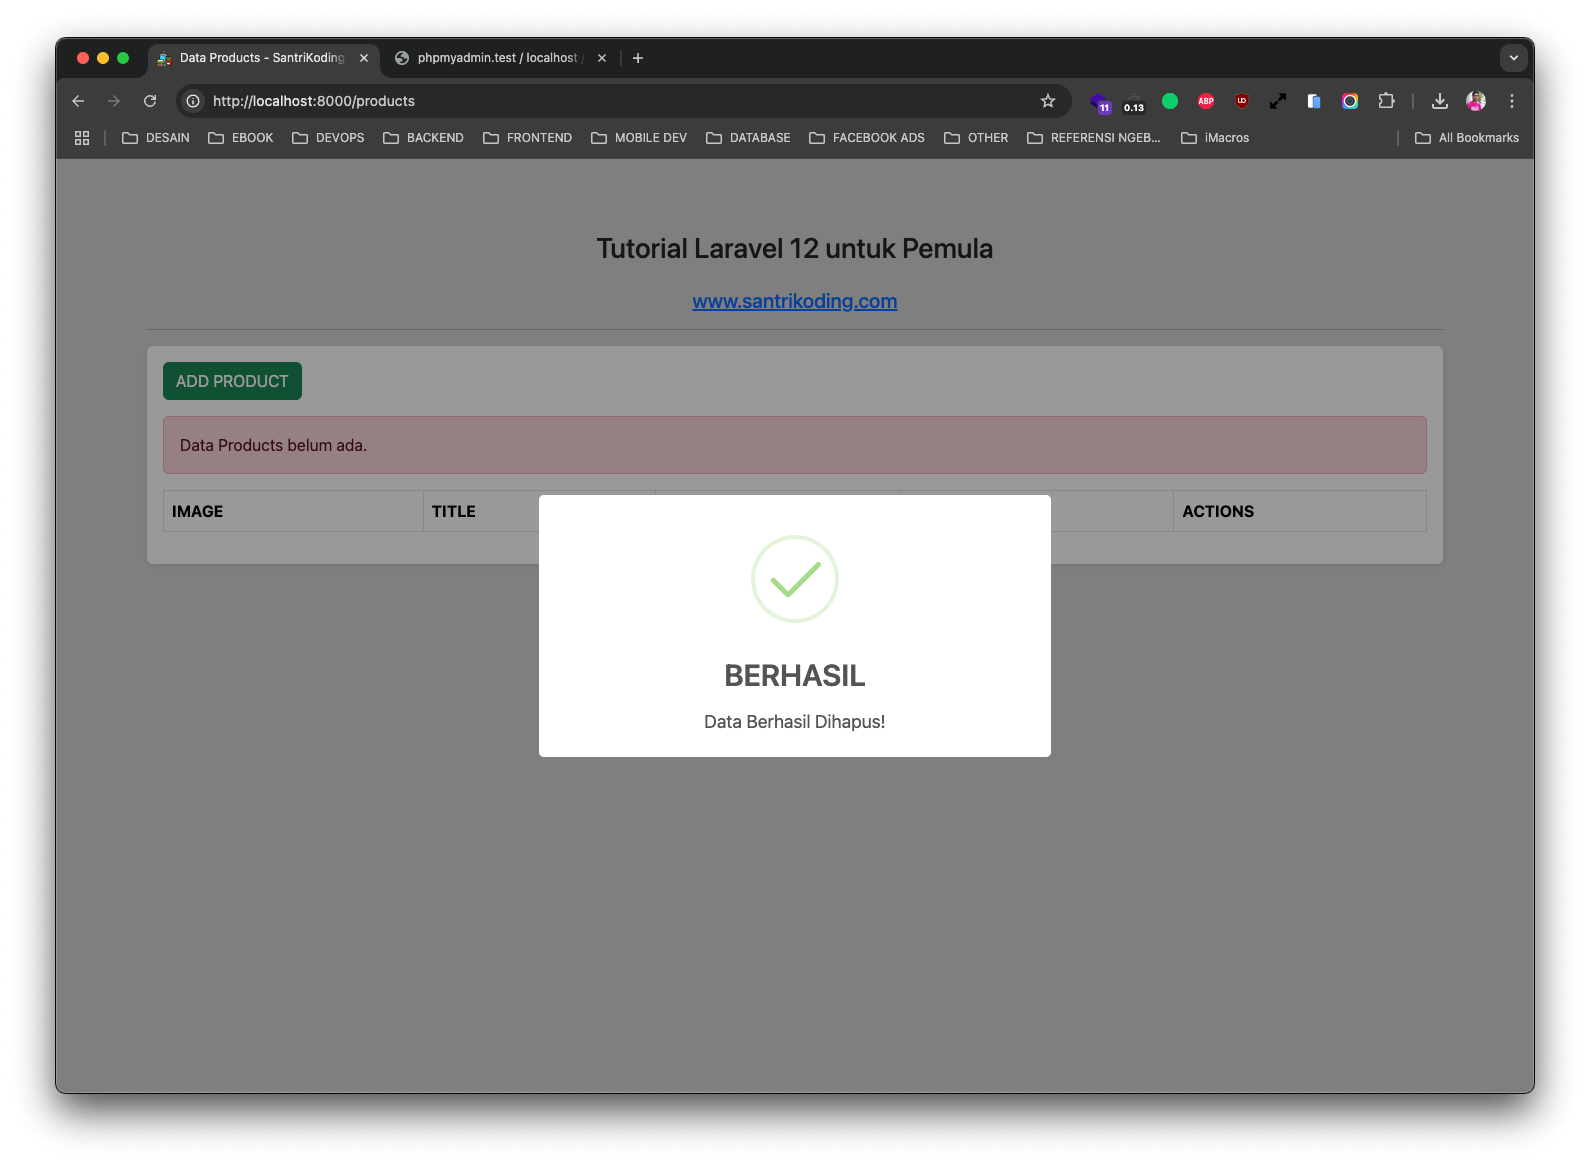 Data Products - SantriKoding
phpmyadmin.test / localhost /
http://localhost:8000/products
11
0.13
ABP
UO
DESAIN
EBOOK
DEVOPS
BACKEND
FRONTEND
MOBILE DEV
DATABASE
FACEBOOK ADS
OTHER
REFERENSI NGEB...
iMacros
All Bookmarks
Tutorial Laravel 12 untuk Pemula
www.santrikoding.com
ADD PRODUCT
Data Products belum ada.
IMAGE
TITLE
ACTIONS
BERHASIL
Data Berhasil Dihapus!